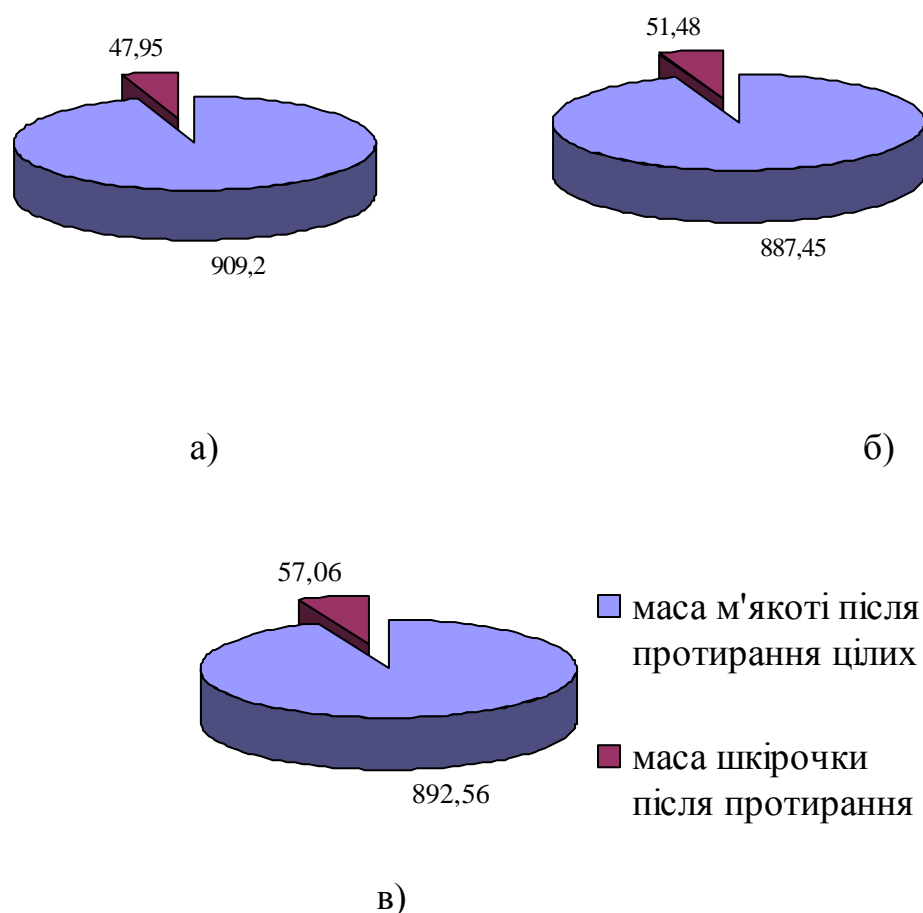 47,95
909,2
51,48
887,45
а)
б)
57,06
892,56
маса м'якоті після
протирання цілих
маса шкірочки
після протирання
в)